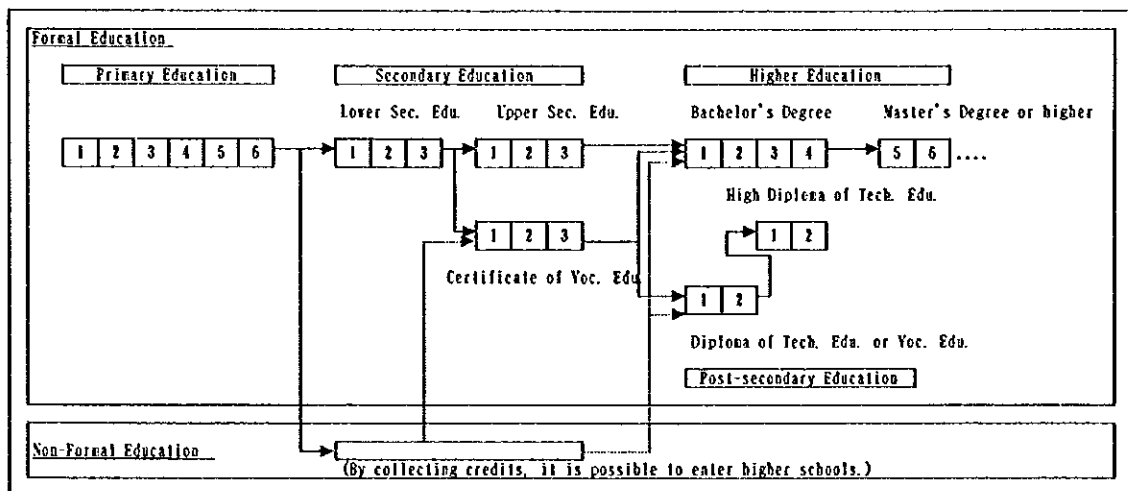 Formal Education
Primary Education Secondary Education Higher Education
Lower Sec. Edu. Upper Sec. Edu. Bachelor's Degree Master's Degree or higher
1 2 3 4 5 6 1 2 3 1 2 3 1 2 3 4 5 6 ....
High Diploma of Tech. Edu.
1 2 3 1 2
Certificate of Voc. Edu.
1 2
Diploma of Tech. Edu. or Voc. Edu.
Post-secondary Education
Non-Formal Education
(By collecting credits, it is possible to enter higher schools.)